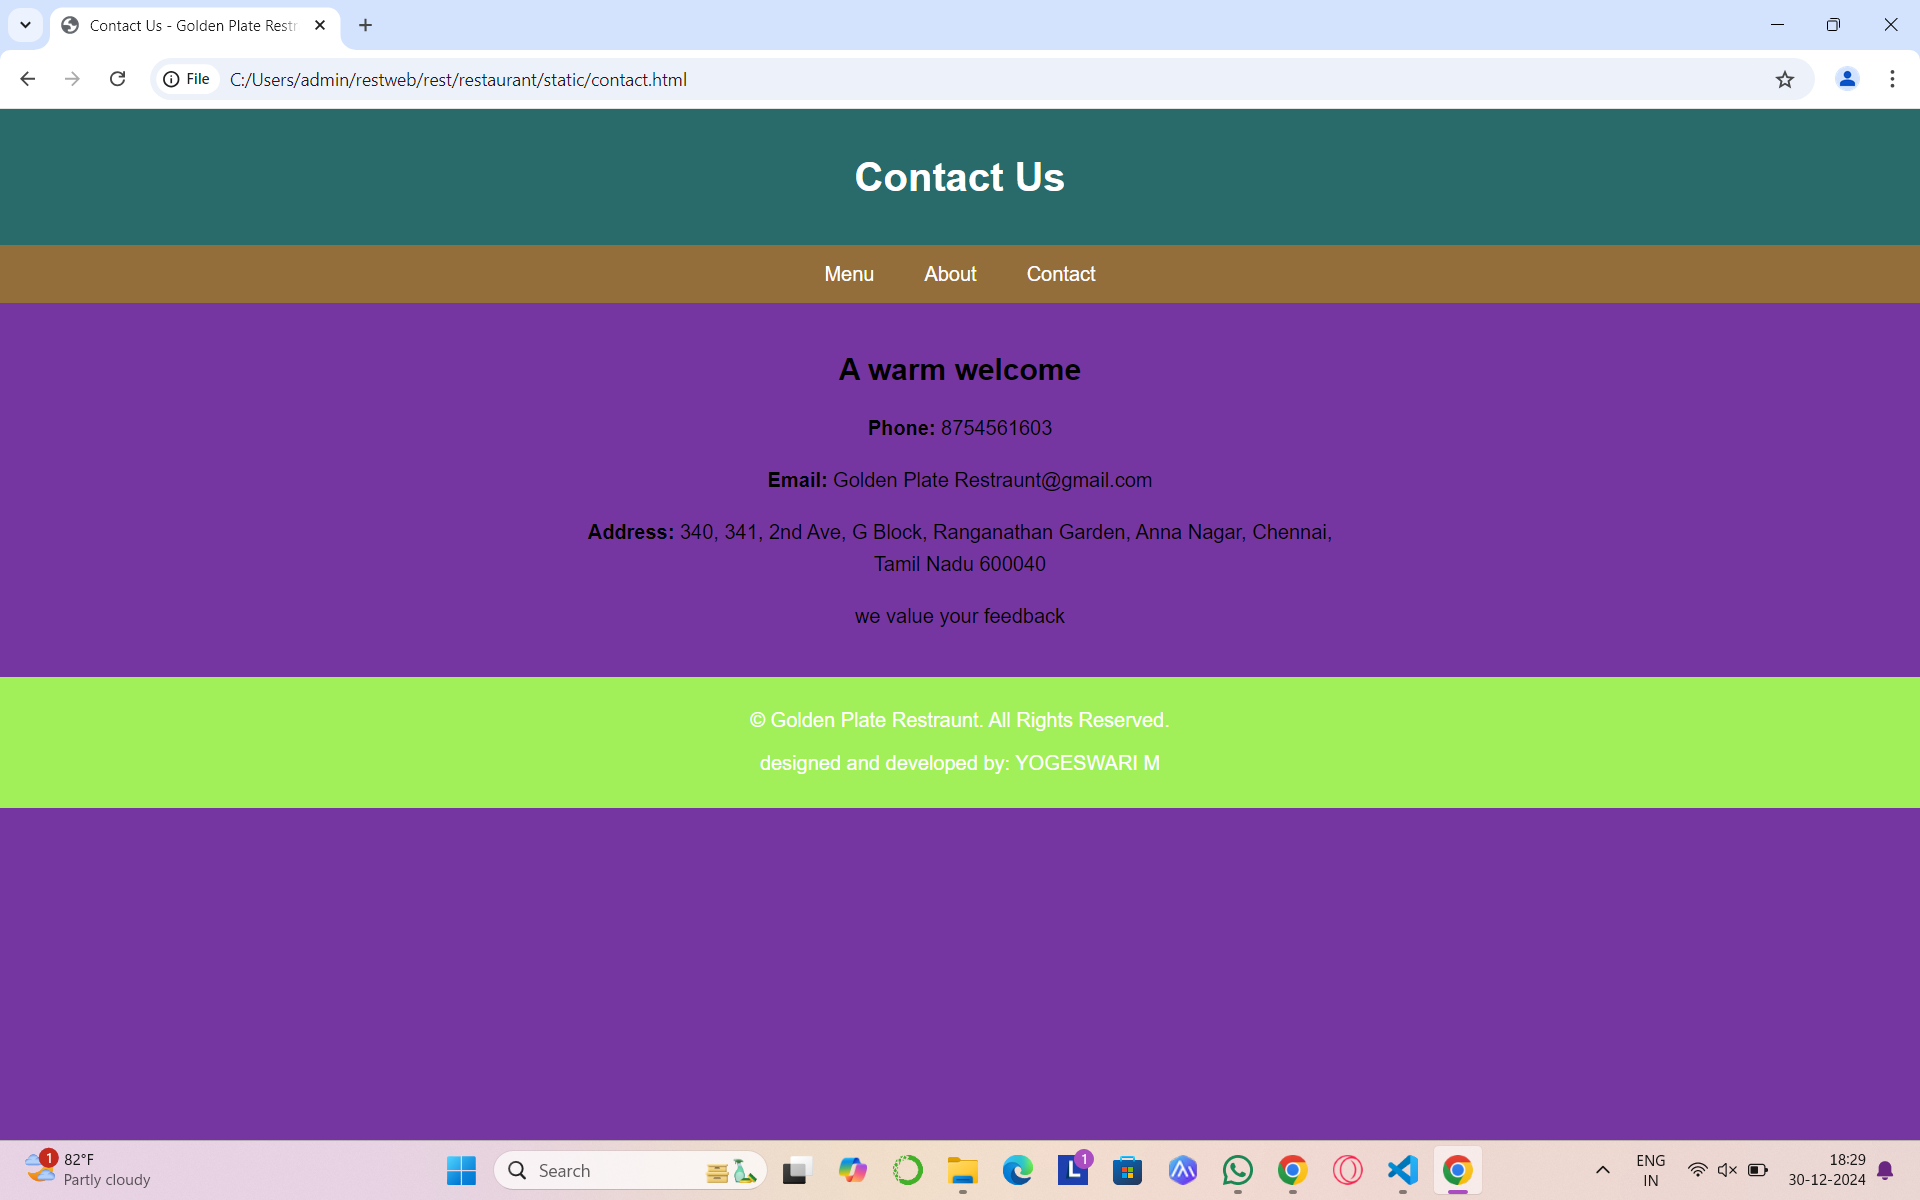 Contact Us - Golden Plate Restr
File C:/Users/admin/restweb/rest/restaurant/static/contact.html
Contact Us
Menu About Contact
A warm welcome
Phone: 8754561603
Email: Golden Plate Restraunt@gmail.com
Address: 340, 341, 2nd Ave, G Block, Ranganathan Garden, Anna Nagar, Chennai,
Tamil Nadu 600040
we value your feedback
© Golden Plate Restraunt. All Rights Reserved.
designed and developed by: YOGESWARI M
1 82°F
Partly cloudy
Search
L 1
ENG
IN
18:29
30-12-2024